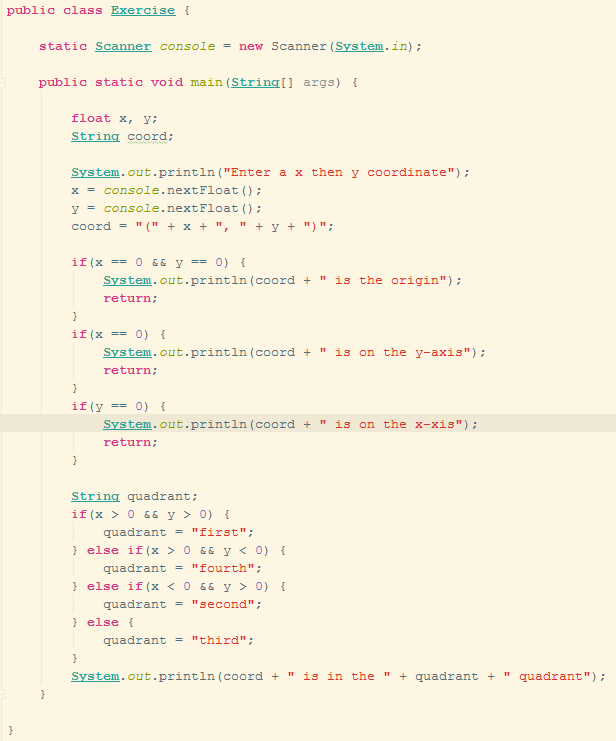 public class Exercise {
static Scanner console = new Scanner(System.in);
public static void main(String[] args) {
float x, y;
String coord;
System.out.println("Enter a x then y coordinate");
x = console.nextFloat();
y = console.nextFloat();
coord = "(" + x + ", " + y + ")";
if(x == 0 && y == 0) {
System.out.println(coord + " is the origin");
return;
}
if(x == 0) {
System.out.println(coord + " is on the y-axis");
return;
}
if(y == 0) {
System.out.println(coord + " is on the x-xis");
return;
}
String quadrant;
if(x > 0 && y > 0) {
quadrant = "first";
} else if(x > 0 && y < 0) {
quadrant = "fourth";
} else if(x < 0 && y > 0) {
quadrant = "second";
} else {
quadrant = "third";
}
System.out.println(coord + " is in the " + quadrant + " quadrant");
}
}